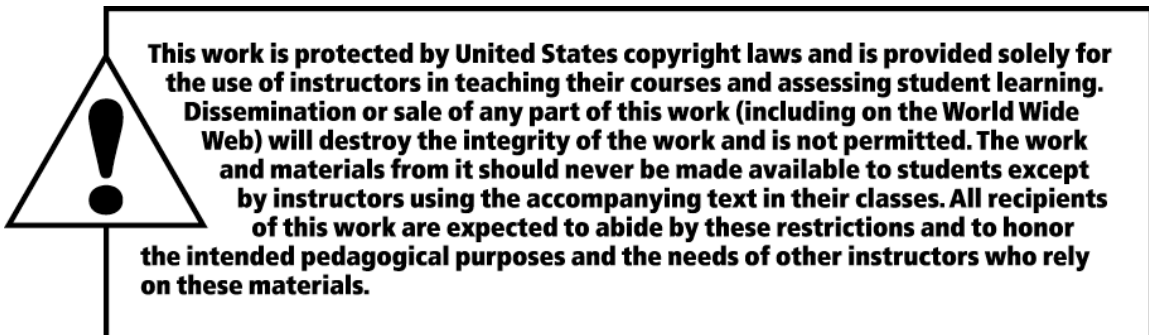 This work is protected by United States copyright laws and is provided solely for
the use of instructors in teaching their courses and assessing student learning.
Dissemination or sale of any part of this work (including on the World Wide
Web) will destroy the integrity of the work and is not permitted. The work
and materials from it should never be made available to students except
by instructors using the accompanying text in their classes. All recipients
of this work are expected to abide by these restrictions and to honor
the intended pedagogical purposes and the needs of other instructors who rely
on these materials.